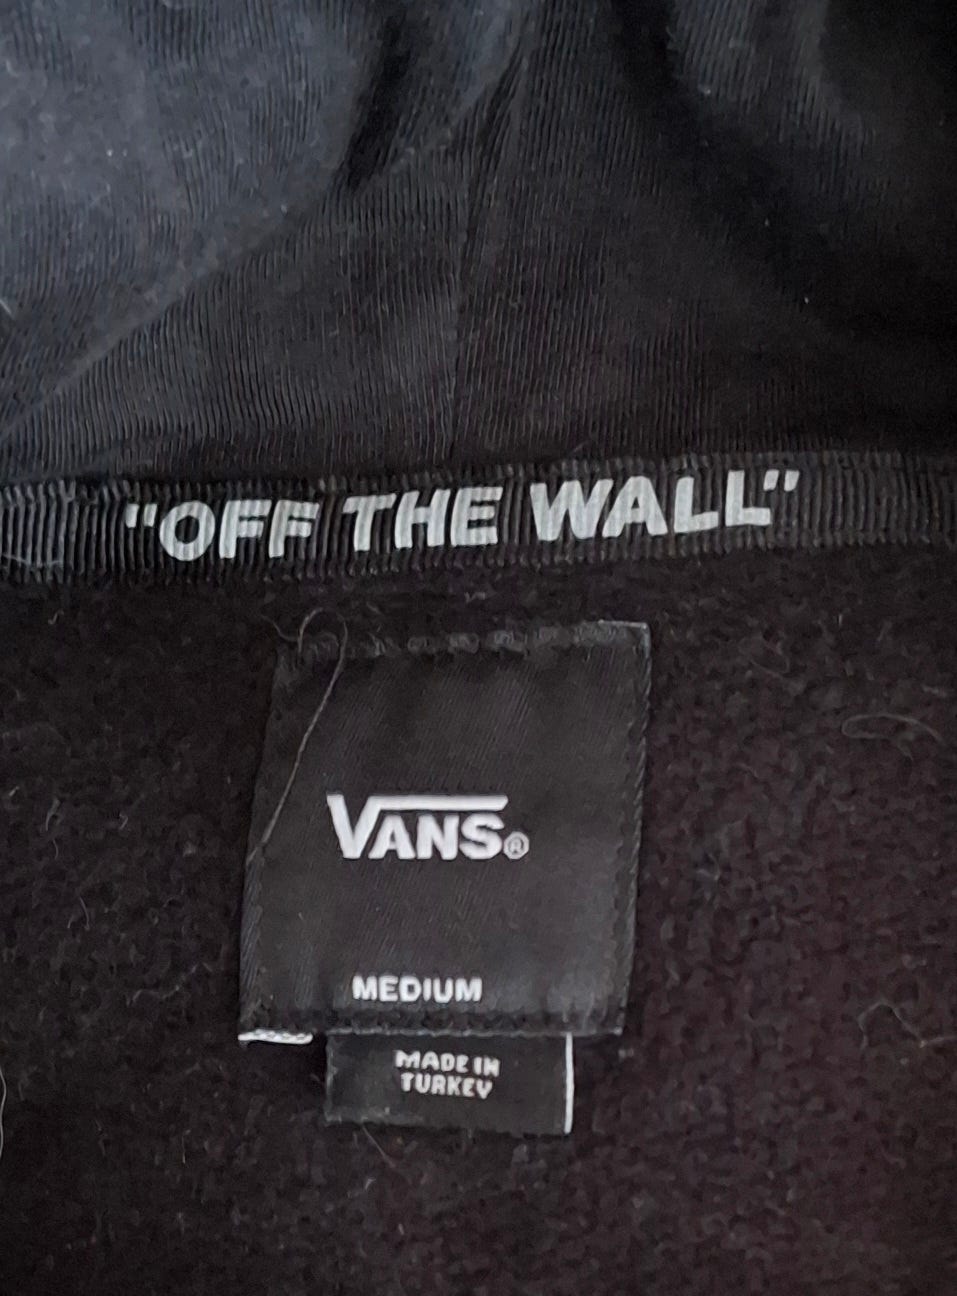 "OFF THE WALL"
VANS®
MEDIUM
MADE IN
TURKEY